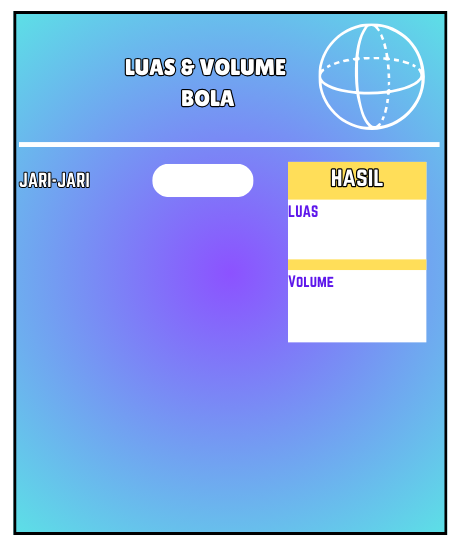 LUAS & VOLUME
BOLA
JARI-JARI
HASIL
LUAS
VOLUME